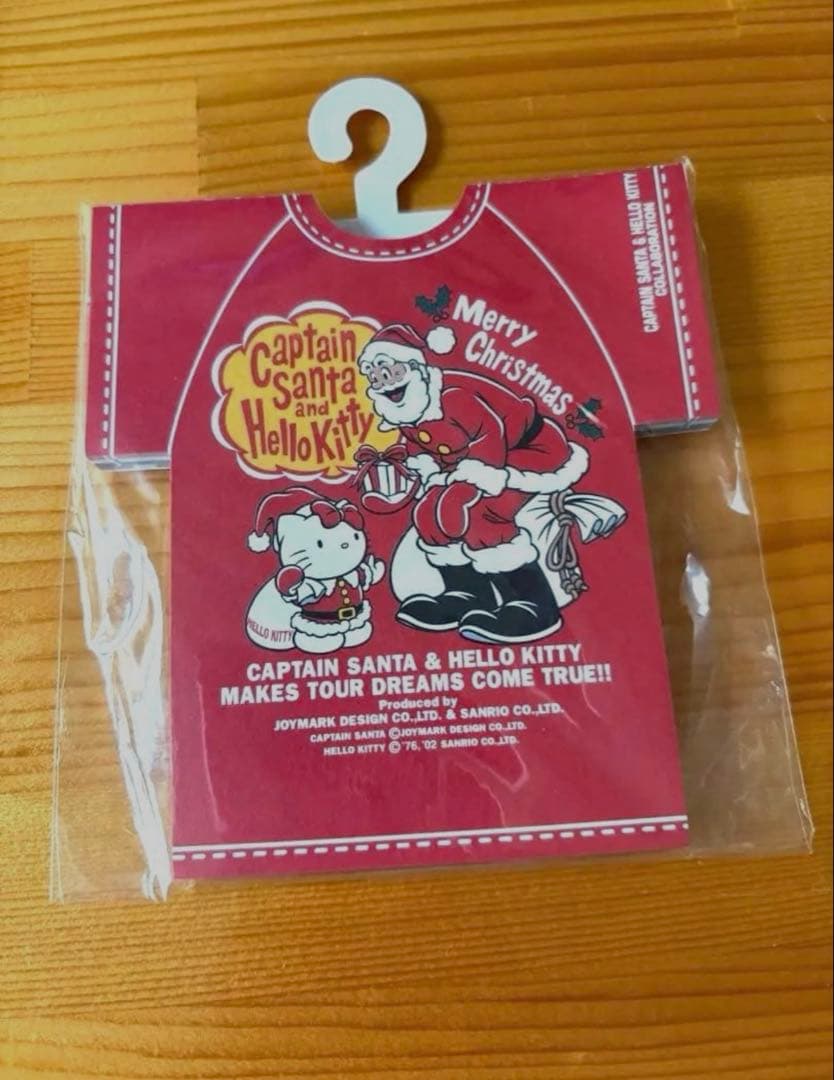 CAPTAIN SANTA & HELLO KITTY
COLLABORATION
Captain
Santa
and
Hello Kitty
Merry
Christmas
HELLO KITTY
CAPTAIN SANTA & HELLO KITTY
MAKES TOUR DREAMS COME TRUE!!
Produced by
JOYMARK DESIGN CO.,LTD. & SANRIO CO.,LTD.
CAPTAIN SANTA ©JOYMARK DESIGN CO.,LTD.
HELLO KITTY ©'76,'02 SANRIO CO.,LTD.